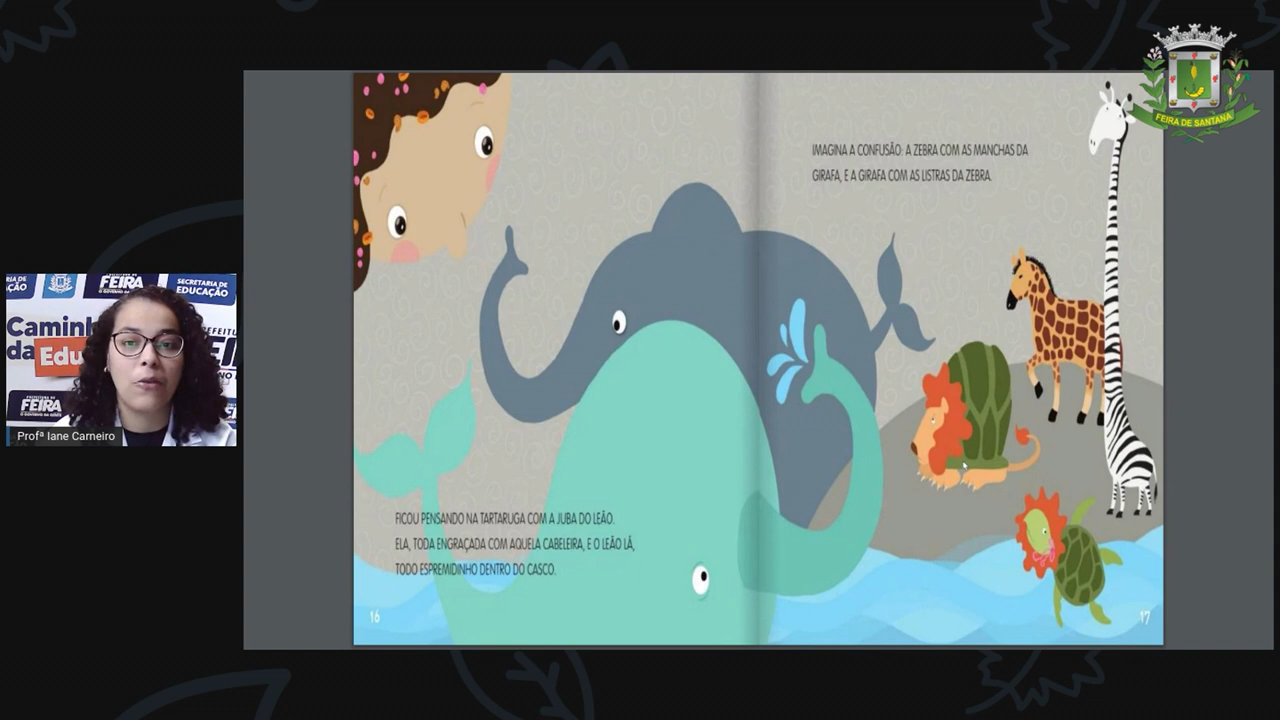 FEIRA DE SANTANA
IMAGINA A CONFUSÃO: A ZEBRA COM AS MANCHAS DA
GIRAFA, E A GIRAFA COM AS LISTRAS DA ZEBRA.
FICOU PENSANDO NA TARTARUGA COM A JUBA DO LEÃO.
ELA, TODA ENGRAÇADA COM AQUELA CABELEIRA, E O LEÃO LÁ,
TODO ESPREMIDINHO DENTRO DO CASCO.
16
17
FEIRA
SECRETARIA DE
EDUCAÇÃO
Caminh
da Edu
FEIRA
Profª Iane Carneiro